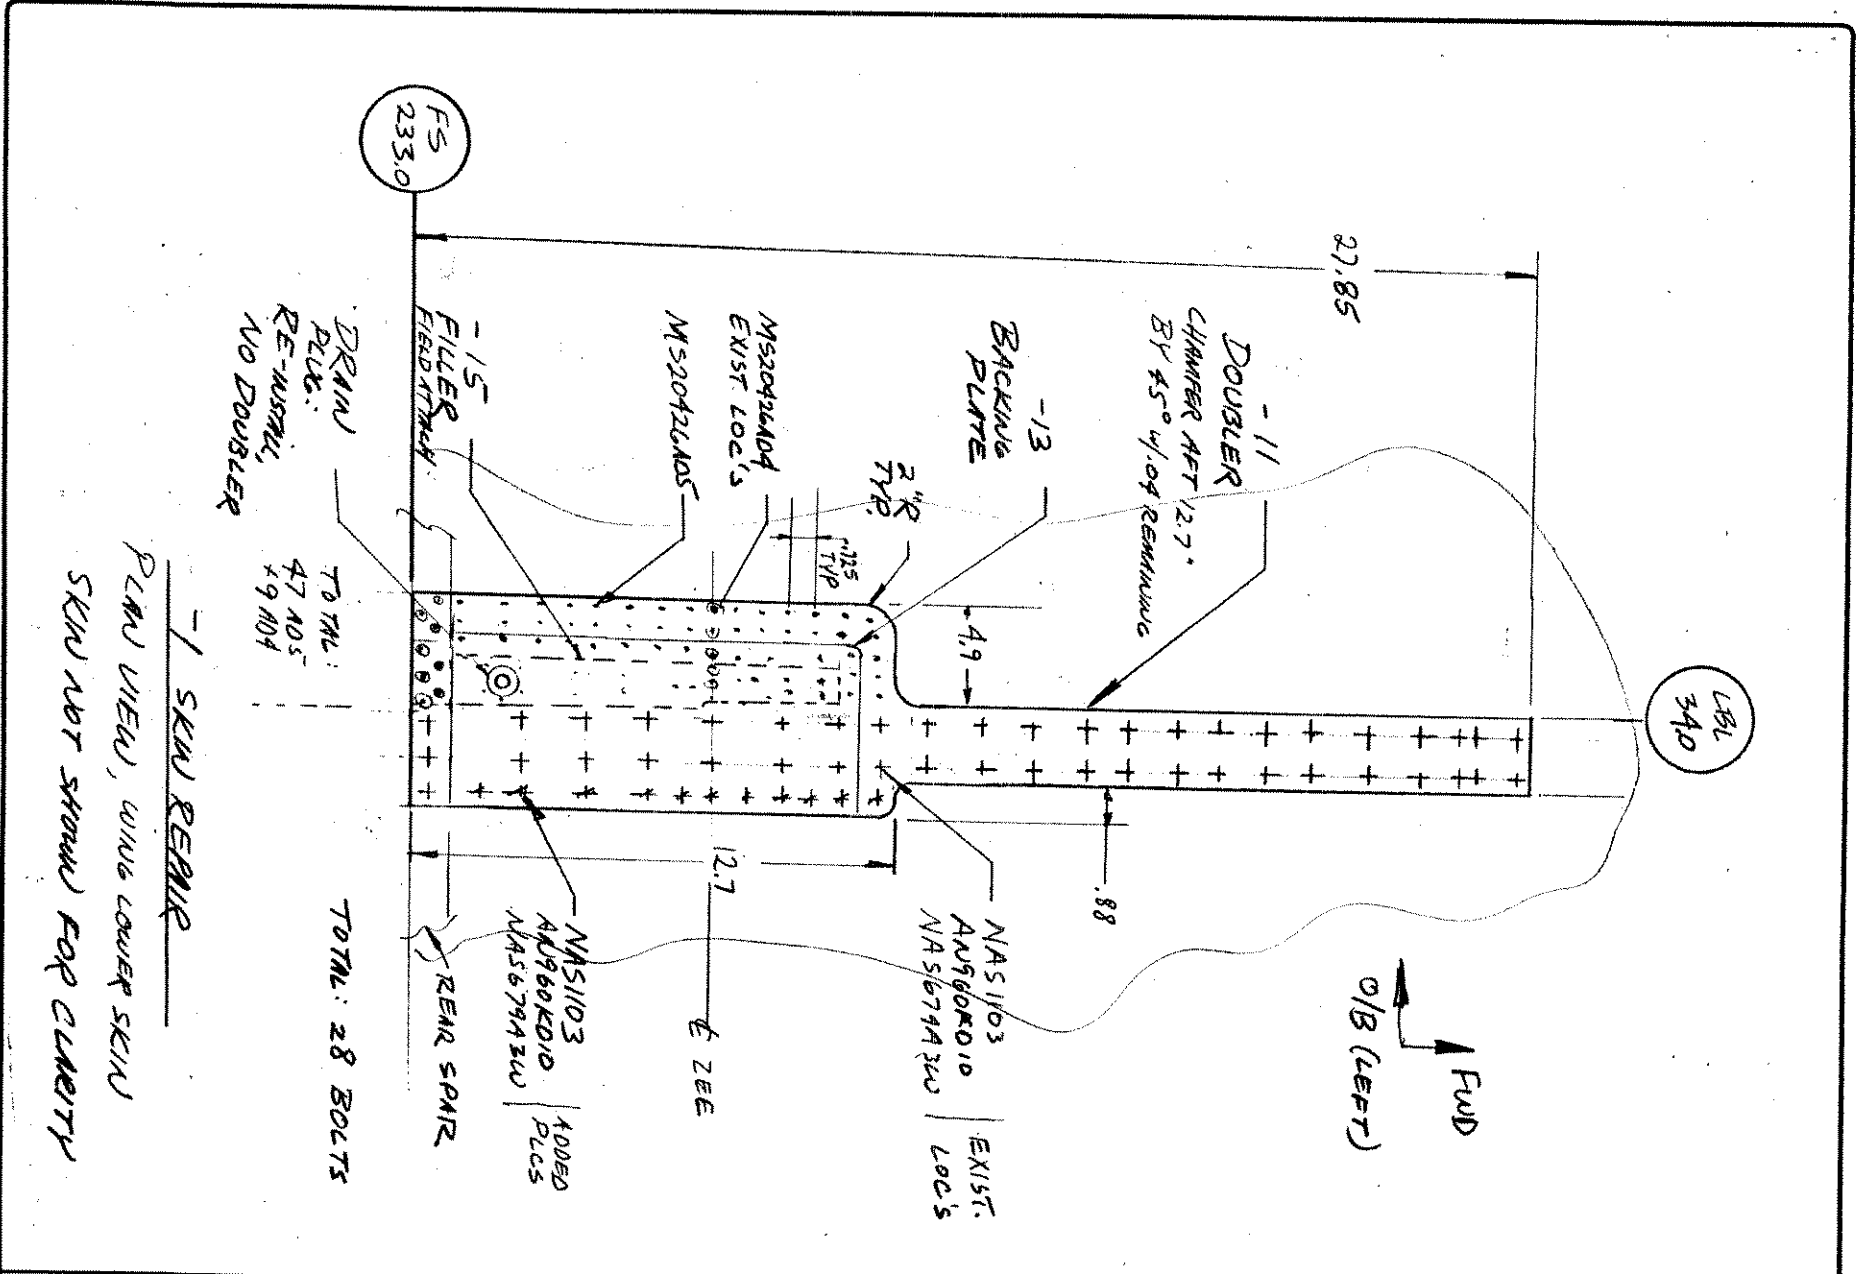 FS
233.0
LBL
34.0
27.85
FWD
O/B (LEFT)
-11
DOUBLER
CHAMFER AFT 12.7"
BY 45° W/.04 REMAINING
-13
BACKING
PLATE
2"R
TYP.
.725
TYP
4.9
.88
12.7
MS20426AD4
EXIST LOC'S
MS20426AD5
-15
FILLER
FIELD ATTACH
DRAIN
PLUG:
RE-INSTALL,
NO DOUBLER
TOTAL:
47 AD5
+9 AD4
NAS1103
AN960KD10
NAS679A3W
EXIST.
LOC'S
NAS1103
AN960KD10
NAS679A3W
ADDED
PLCS
℄ ZEE
REAR SPAR
TOTAL: 28 BOLTS
-1 SKIN REPAIR
PLAN VIEW, WING LOWER SKIN
SKIN NOT SHOWN FOR CLARITY